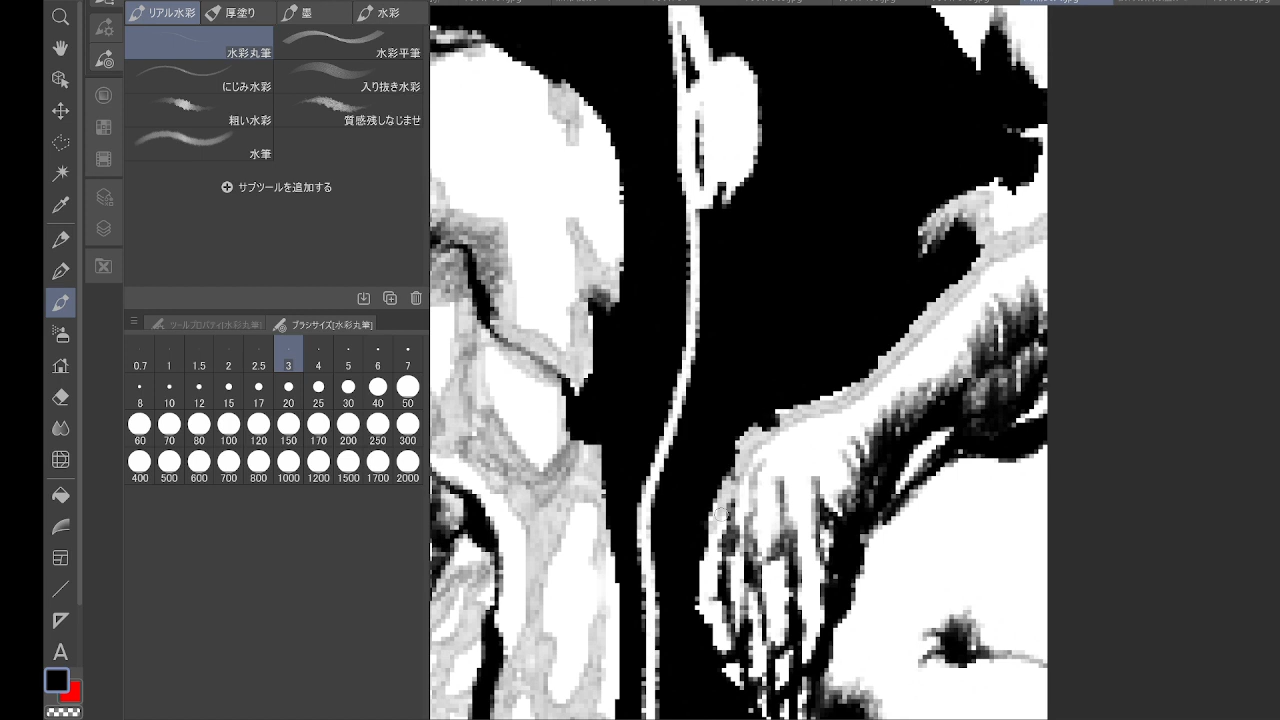 リアル水彩
墨
水彩
水彩丸筆
水彩平筆
にじみ水彩
入り抜き水彩
粗い水彩
質感残しなじませ
水筆
サブツールを追加する
ツールプロパティ[水彩丸筆]
ブラシサイズ[水彩丸筆]
0.7 1 1.5 2 2.5 3 4 5 6 7
8 10 12 15 17 20 25 30 40 50
60 70 80 100 120 150 170 200 250 300
400 500 600 700 800 1000 1200 1500 1700 2000
A